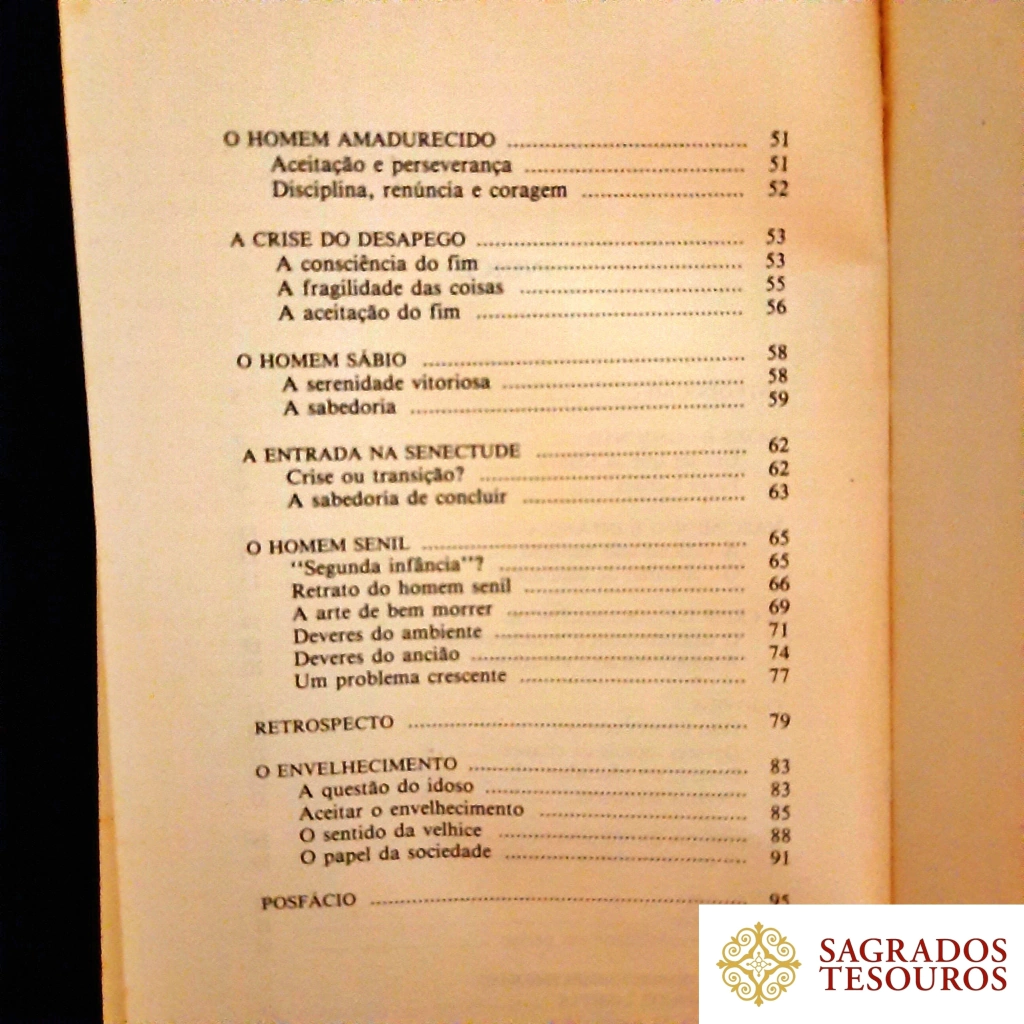 O HOMEM AMADURECIDO ........................................ 51
Aceitação e perseverança ..................................... 51
Disciplina, renúncia e coragem ........................... 52
A CRISE DO DESAPEGO ............................................ 53
A consciência do fim ......................................... 53
A fragilidade das coisas ..................................... 55
A aceitação do fim ............................................ 56
O HOMEM SÁBIO ..................................................... 58
A serenidade vitoriosa ........................................ 58
A sabedoria ...................................................... 59
A ENTRADA NA SENECTUDE ................................... 62
Crise ou transição? ............................................ 62
A sabedoria de concluir ..................................... 63
O HOMEM SENIL ...................................................... 65
"Segunda infância"? ......................................... 65
Retrato do homem senil ..................................... 66
A arte de bem morrer ........................................ 69
Deveres do ambiente .......................................... 71
Deveres do ancião ............................................. 74
Um problema crescente ...................................... 77
RETROSPECTO ........................................................ 79
O ENVELHECIMENTO .............................................. 83
A questão do idoso ............................................ 83
Aceitar o envelhecimento ................................... 85
O sentido da velhice .......................................... 88
O papel da sociedade ......................................... 91
POSFÁCIO ............................................................... 95
SAGRADOS
TESOUROS